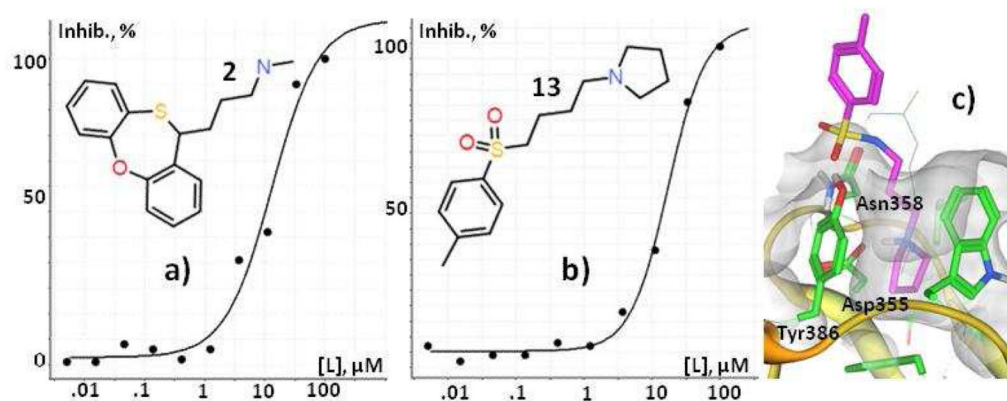 Inhib., %
100
50
0
.01
.1
1
10
100
[L], µM
2
N
S
O
a)
Inhib., %
100
50
.01
.1
1
10
100
[L], µM
13
N
O
O
S
b)
c)
Asn358
Asp355
Tyr386